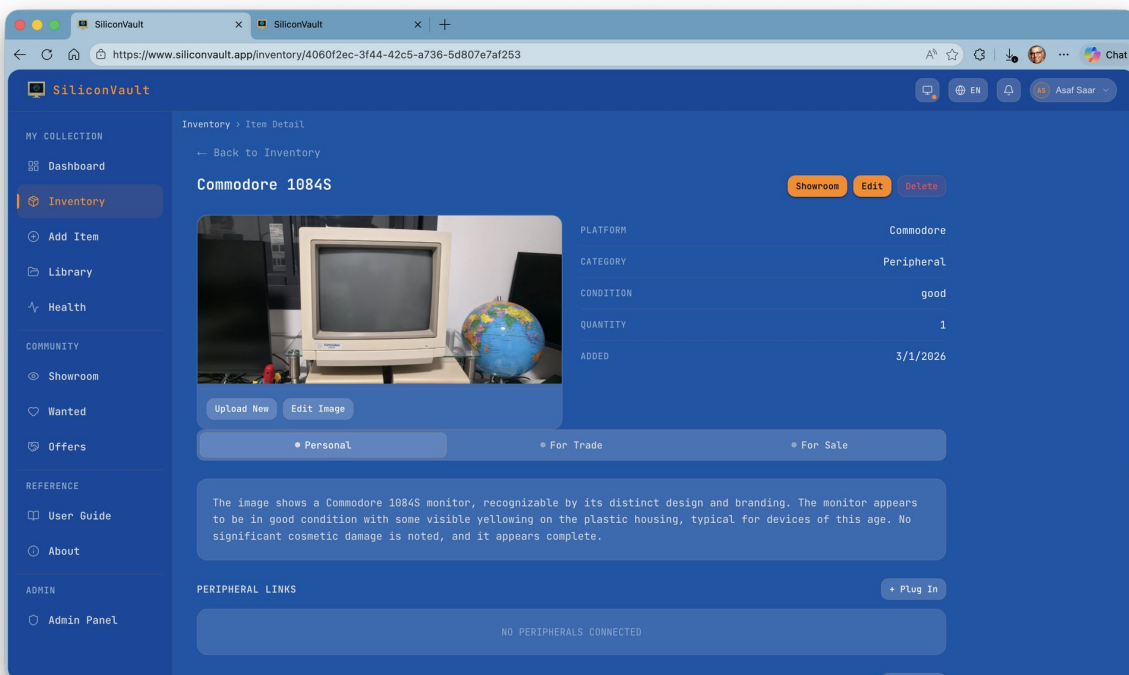 SiliconVault
SiliconVault
https://www.siliconvault.app/inventory/4060f2ec-3f44-42c5-a736-5d807e7af253
Chat
SiliconVault
EN
AS
Asaf Saar
MY COLLECTION
Dashboard
Inventory
Add Item
Library
Health
COMMUNITY
Showroom
Wanted
Offers
REFERENCE
User Guide
About
ADMIN
Admin Panel
Inventory › Item Detail
← Back to Inventory
Commodore 1084S
Showroom
Edit
Delete
PLATFORM
Commodore
CATEGORY
Peripheral
CONDITION
good
QUANTITY
1
ADDED
3/1/2026
Upload New
Edit Image
Personal
For Trade
For Sale
The image shows a Commodore 1084S monitor, recognizable by its distinct design and branding. The monitor appears
to be in good condition with some visible yellowing on the plastic housing, typical for devices of this age. No
significant cosmetic damage is noted, and it appears complete.
PERIPHERAL LINKS
+ Plug In
NO PERIPHERALS CONNECTED